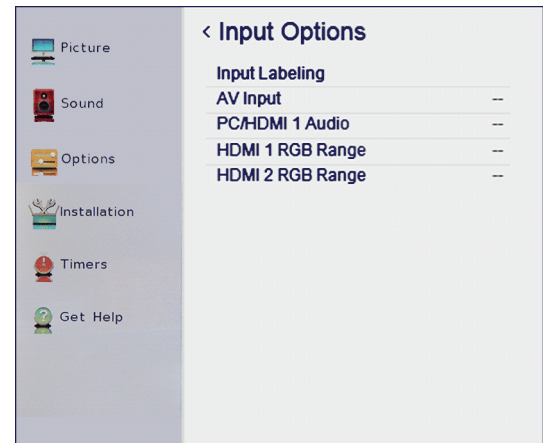 Picture
Sound
Options
Installation
Timers
Get Help
< Input Options
Input Labeling
AV Input --
PC/HDMI 1 Audio --
HDMI 1 RGB Range --
HDMI 2 RGB Range --